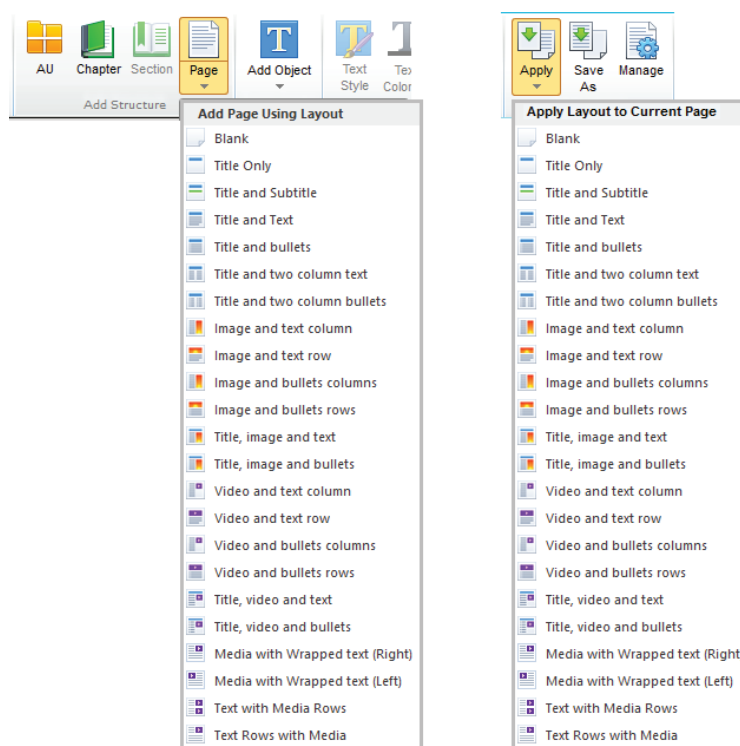 AU Chapter Section Page Add Object Text Style Tex Color
Add Structure
Add Page Using Layout
Blank
Title Only
Title and Subtitle
Title and Text
Title and bullets
Title and two column text
Title and two column bullets
Image and text column
Image and text row
Image and bullets columns
Image and bullets rows
Title, image and text
Title, image and bullets
Video and text column
Video and text row
Video and bullets columns
Video and bullets rows
Title, video and text
Title, video and bullets
Media with Wrapped text (Right)
Media with Wrapped text (Left)
Text with Media Rows
Text Rows with Media
Apply Save As Manage
Apply Layout to Current Page
Blank
Title Only
Title and Subtitle
Title and Text
Title and bullets
Title and two column text
Title and two column bullets
Image and text column
Image and text row
Image and bullets columns
Image and bullets rows
Title, image and text
Title, image and bullets
Video and text column
Video and text row
Video and bullets columns
Video and bullets rows
Title, video and text
Title, video and bullets
Media with Wrapped text (Right
Media with Wrapped text (Left)
Text with Media Rows
Text Rows with Media